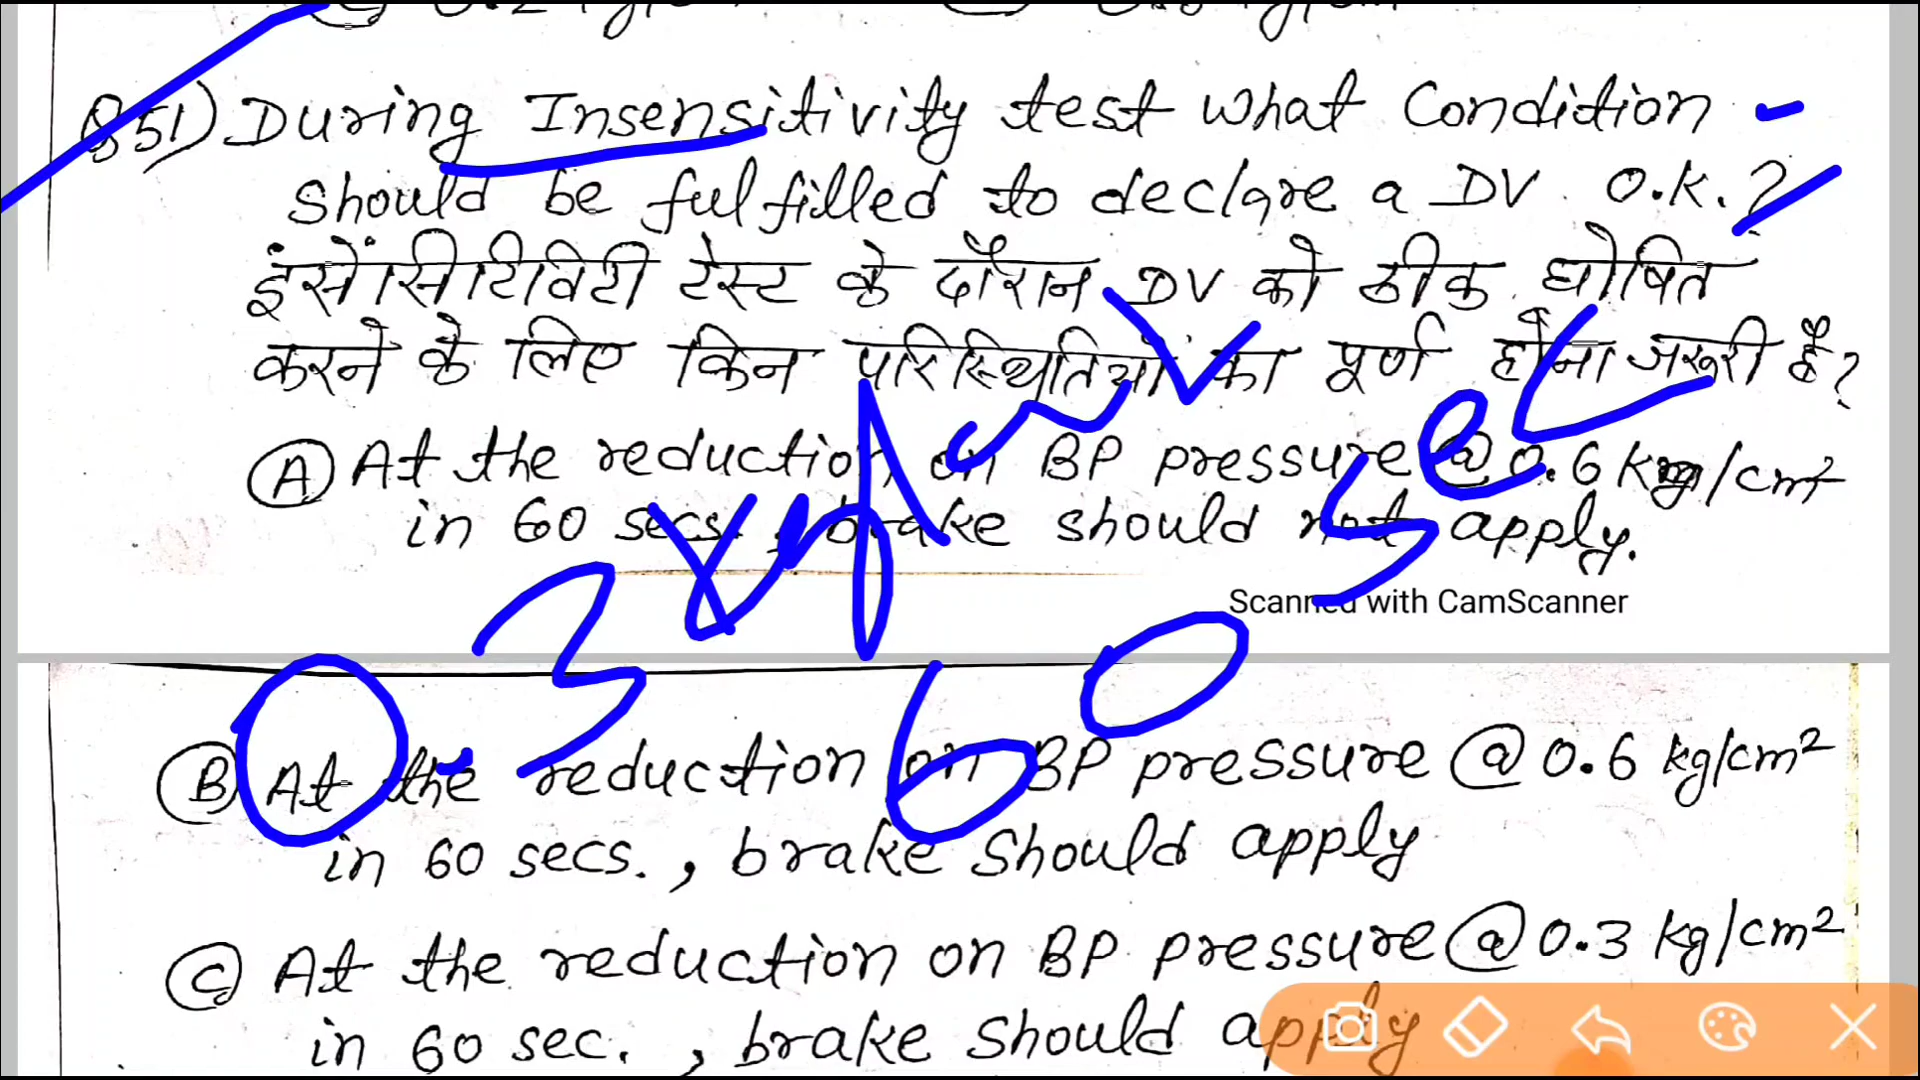 Q51) During Insensitivity test what Condition -
should be fulfilled to declare a DV O.K.?
इंसेंसिटिविटी टेस्ट के दौरान DV को ठीक घोषित
करने के लिए किन परिस्थितियों का पूर्ण होना जरूरी है?
(A) At the reduction on BP pressure @ 0.6 kg/cm²
in 60 secs., brake should not apply.
Scanned with CamScanner
0.3 60
(B) At the reduction on BP pressure @ 0.6 kg/cm²
in 60 secs., brake should apply
(C) At the reduction on BP pressure @ 0.3 kg/cm²
in 60 sec., brake should apply